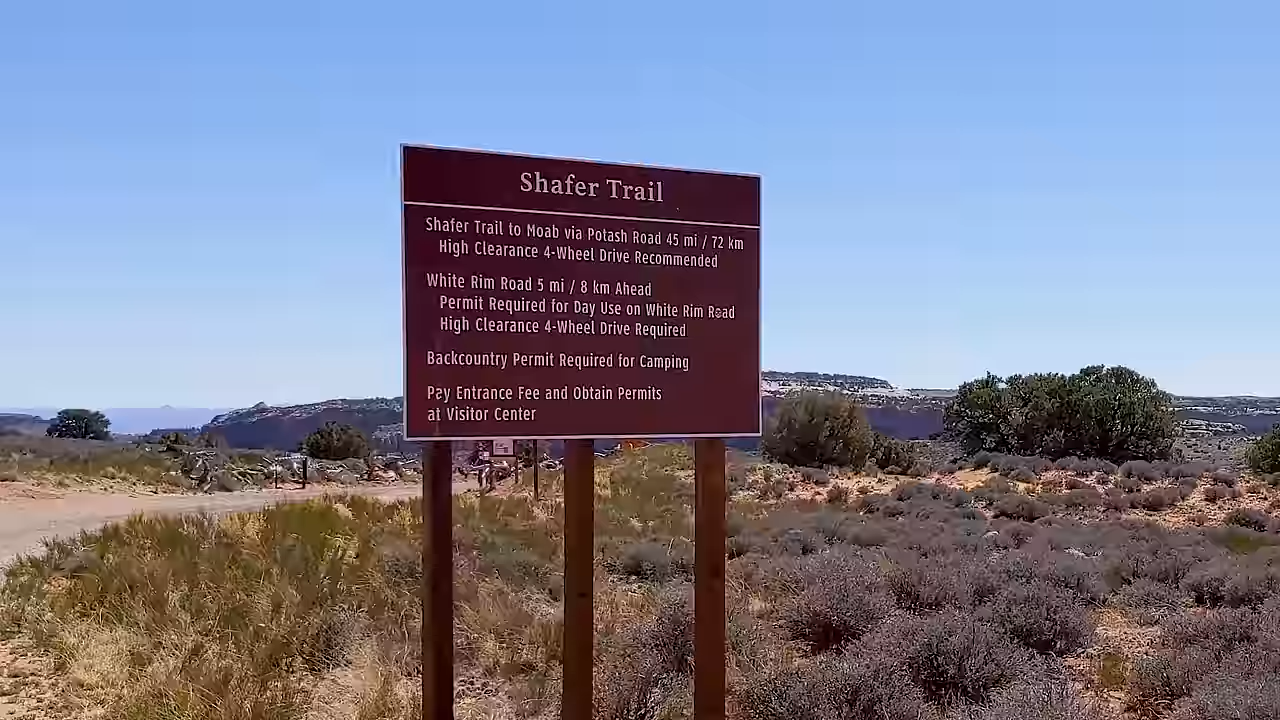 Shafer Trail
Shafer Trail to Moab via Potash Road 45 mi / 72 km
High Clearance 4-Wheel Drive Recommended
White Rim Road 5 mi / 8 km Ahead
Permit Required for Day Use on White Rim Road
High Clearance 4-Wheel Drive Required
Backcountry Permit Required for Camping
Pay Entrance Fee and Obtain Permits
at Visitor Center